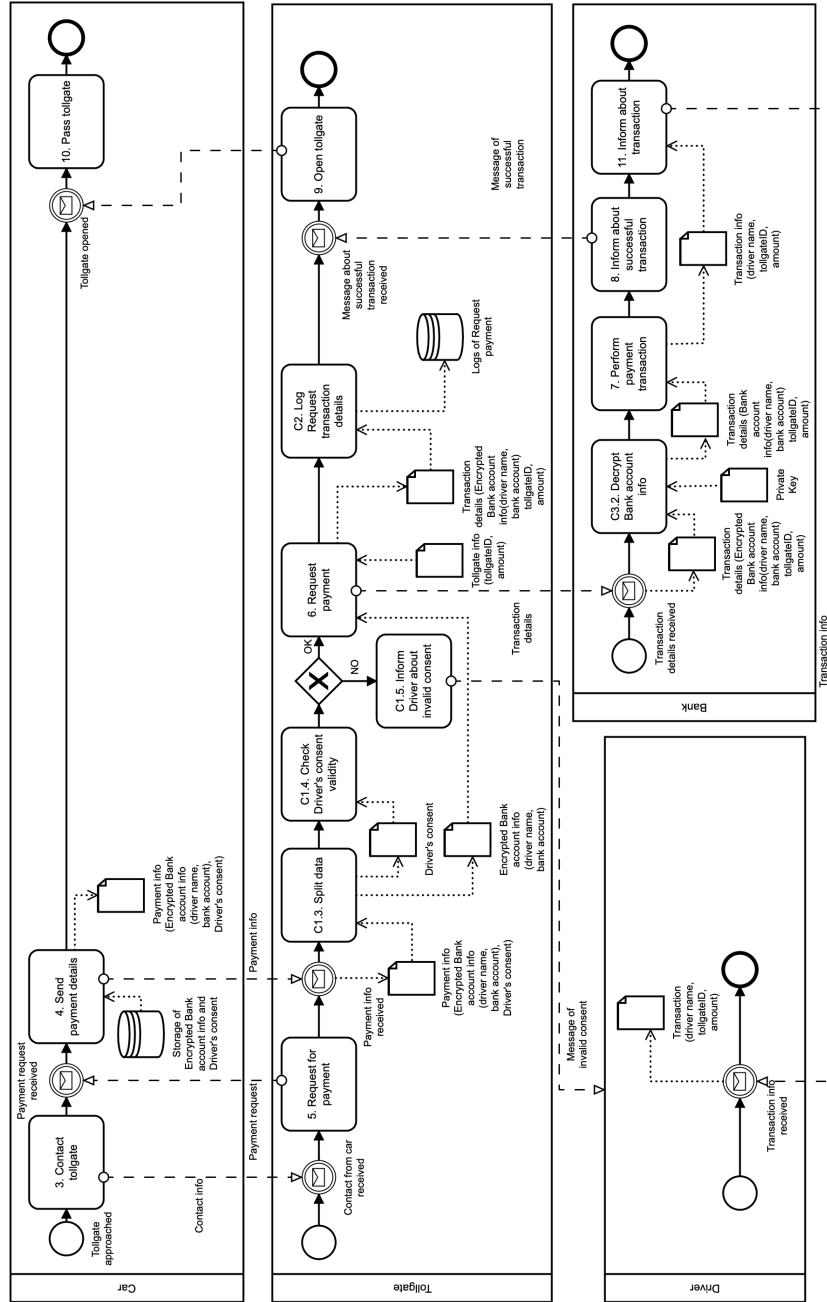 Car
Tollgate
approached
3. Contact
tollgate
Contact info
Payment request
received
4. Send
payment details
Storage of
Encrypted Bank
account info and
Driver's consent
Payment info
(Encrypted Bank
account info
(driver name,
bank account),
Driver's consent)
Tollgate opened
10. Pass tollgate
Payment request
Payment info
Tollgate
Contact from car
received
5. Request for
payment
Payment info
received
Payment info
(Encrypted Bank
account info
(driver name,
bank account),
Driver's consent)
C1.3. Split data
Driver's consent
Encrypted Bank
account info
(driver name,
bank account)
C1.4. Check
Driver's consent
validity
X
OK
NO
C1.5. Inform
Driver about
invalid consent
6. Request
payment
Tollgate info
(tollgateID,
amount)
Transaction
details (Encrypted
Bank account
info(driver name,
bank account)
tollgateID,
amount)
C2. Log
Request
transaction
details
Logs of Request
payment
Message about
successful
transaction
received
9. Open tollgate
Message of
invalid consent
Transaction
details
Message of
successful
transaction
Driver
Transaction info
received
Transaction
(driver name,
tollgateID,
amount)
Bank
Transaction
details received
Transaction
details (Encrypted
Bank account
info(driver name,
bank account)
tollgateID,
amount)
C3.2. Decrypt
Bank account
info
Private
Key
Transaction
details (Bank
account
info(driver name,
bank account)
tollgateID,
amount)
7. Perform
payment
transaction
8. Inform about
successful
transaction
Transaction info
(driver name,
tollgateID,
amount)
11. Inform about
transaction
Transaction info